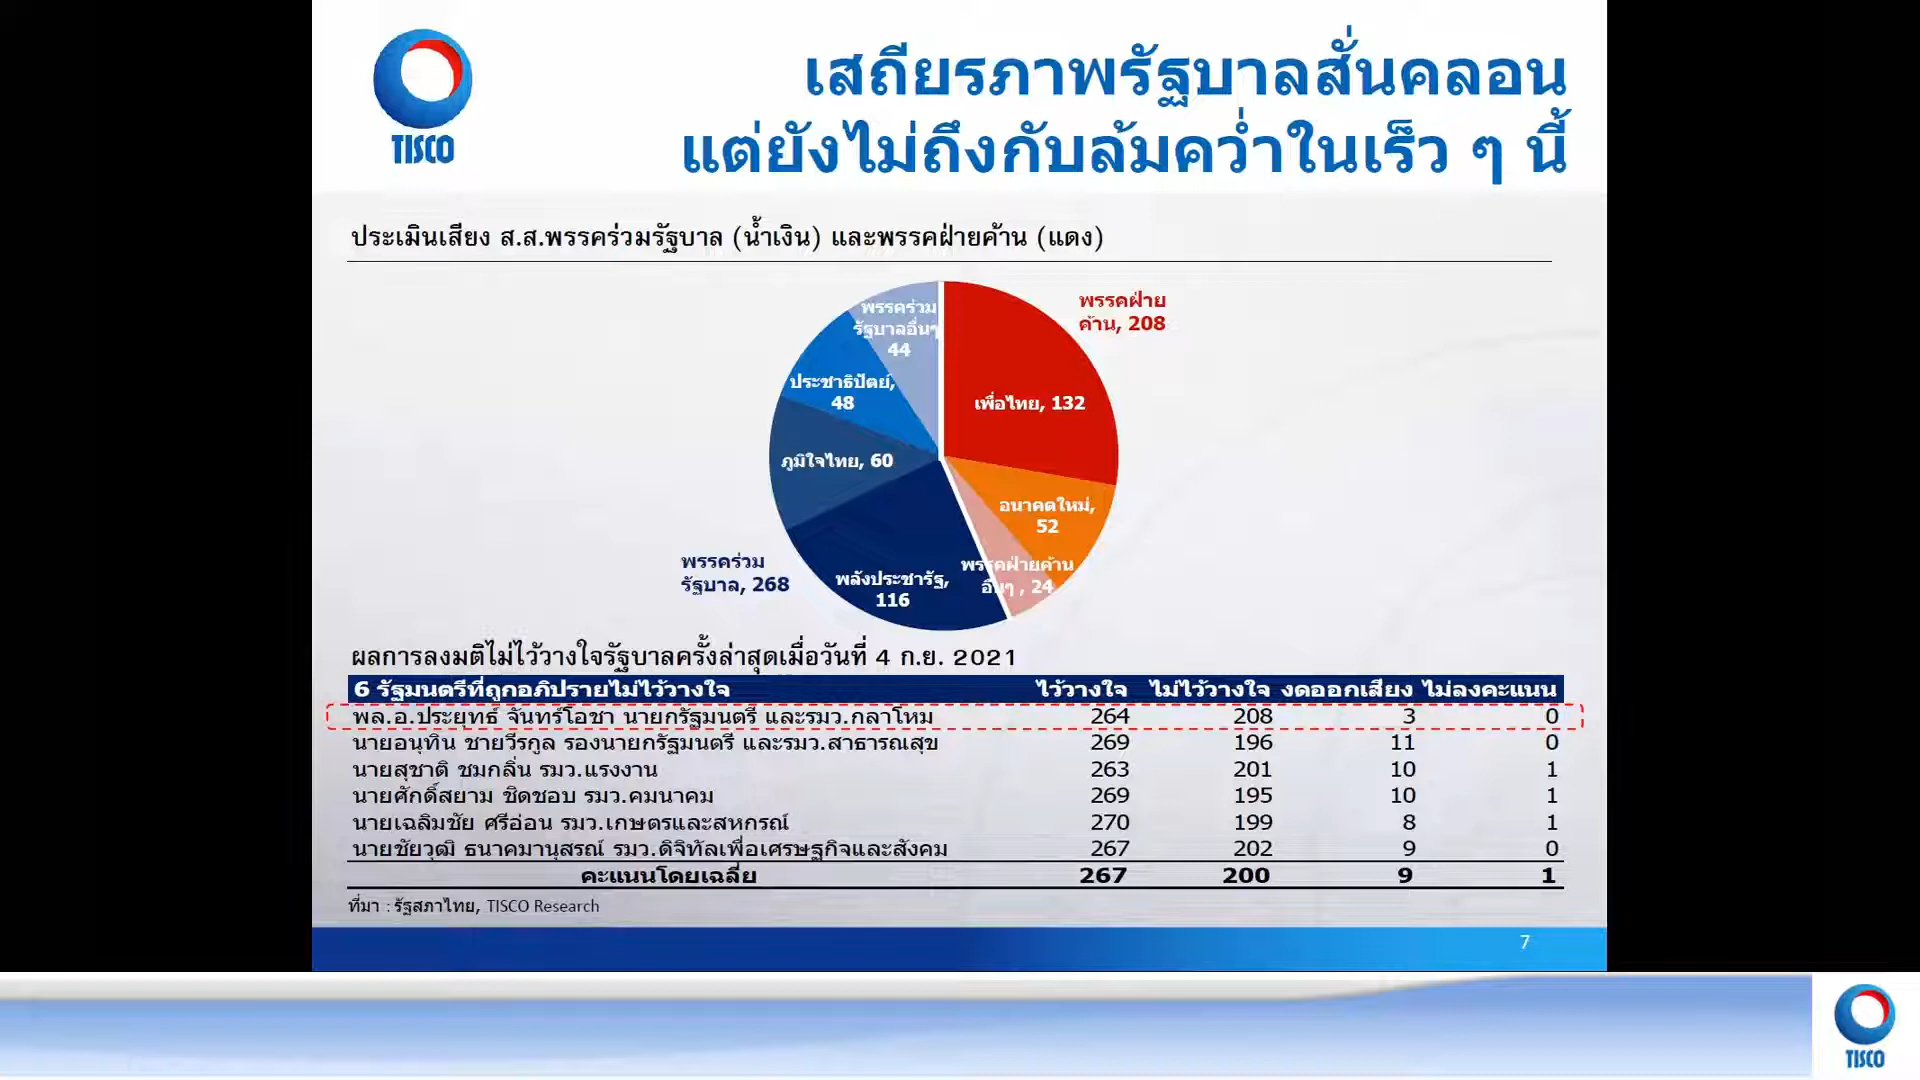 TISCO
เสถียรภาพรัฐบาลสั่นคลอน
แต่ยังไม่ถึงกับล้มคว่ำในเร็ว ๆ นี้
ประเมินเสียง ส.ส.พรรคร่วมรัฐบาล (น้ำเงิน) และพรรคฝ่ายค้าน (แดง)
พรรคร่วม
รัฐบาลอื่นๆ
44
พรรคฝ่าย
ค้าน, 208
ประชาธิปัตย์,
48
เพื่อไทย, 132
ภูมิใจไทย, 60
อนาคตใหม่,
52
พรรคร่วม
รัฐบาล, 268
พลังประชารัฐ,
116
พรรคฝ่ายค้าน
อื่นๆ , 24
ผลการลงมติไม่ไว้วางใจรัฐบาลครั้งล่าสุดเมื่อวันที่ 4 ก.ย. 2021
6 รัฐมนตรีที่ถูกอภิปรายไม่ไว้วางใจ ไว้วางใจ ไม่ไว้วางใจ งดออกเสียง ไม่ลงคะแนน
พล.อ.ประยุทธ์ จันทร์โอชา นายกรัฐมนตรี และรมว.กลาโหม 264 208 3 0
นายอนุทิน ชาญวีรกูล รองนายกรัฐมนตรี และรมว.สาธารณสุข 269 196 11 0
นายสุชาติ ชมกลิ่น รมว.แรงงาน 263 201 10 1
นายศักดิ์สยาม ชิดชอบ รมว.คมนาคม 269 195 10 1
นายเฉลิมชัย ศรีอ่อน รมว.เกษตรและสหกรณ์ 270 199 8 1
นายชัยวุฒิ ธนาคมานุสรณ์ รมว.ดิจิทัลเพื่อเศรษฐกิจและสังคม 267 202 9 0
คะแนนโดยเฉลี่ย 267 200 9 1
ที่มา : รัฐสภาไทย, TISCO Research
7
TISCO